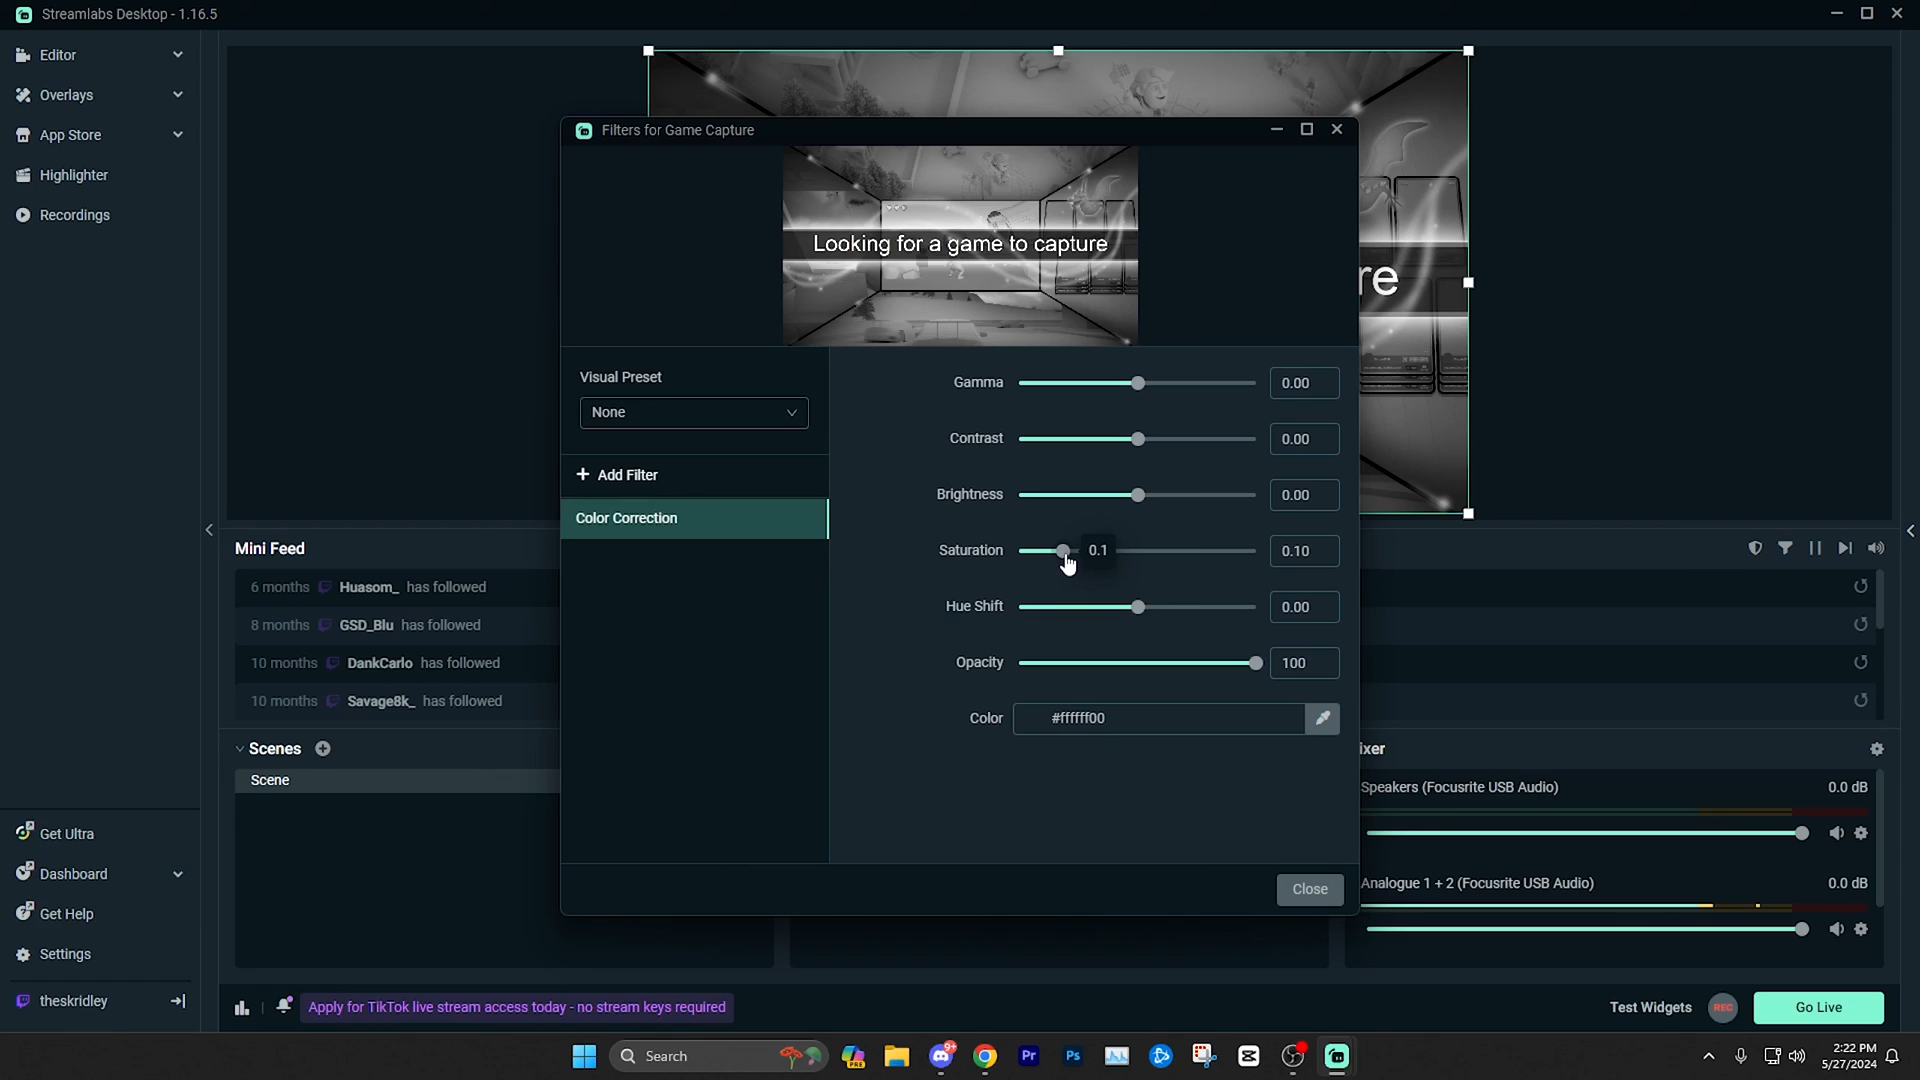 Streamlabs Desktop - 1.16.5
Editor
Overlays
App Store
Highlighter
Recordings
Filters for Game Capture
Looking for a game to capture
re
Visual Preset
None
Add Filter
Color Correction
Gamma 0.00
Contrast 0.00
Brightness 0.00
Saturation 0.1 0.10
Hue Shift 0.00
Opacity 100
Color #ffffff00
Close
Mini Feed
6 months Huasom_ has followed
8 months GSD_Blu has followed
10 months DankCarlo has followed
10 months Savage8k_ has followed
Scenes
Scene
ixer
Speakers (Focusrite USB Audio) 0.0 dB
Analogue 1 + 2 (Focusrite USB Audio) 0.0 dB
Get Ultra
Dashboard
Get Help
Settings
theskridley
Apply for TikTok live stream access today - no stream keys required
Test Widgets
REC
Go Live
Search
PRE
9+
Pr
Ps
2:22 PM
5/27/2024